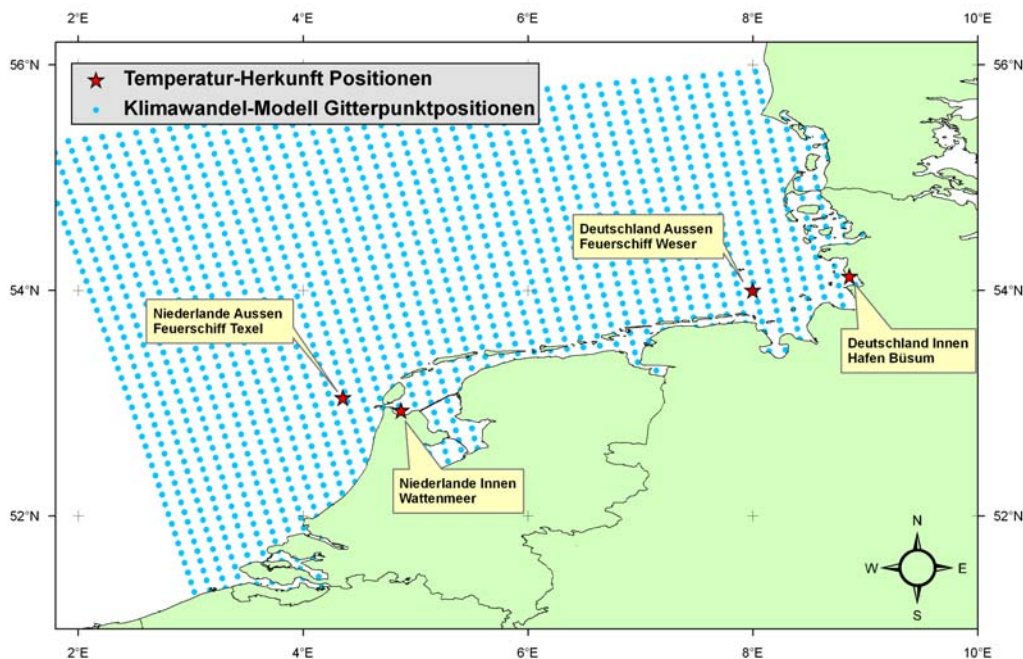 2°E
4°E
6°E
8°E
10°E
56°N
56°N
Temperatur-Herkunft Positionen
Klimawandel-Modell Gitterpunktpositionen
Deutschland Aussen
Feuerschiff Weser
54°N
54°N
Niederlande Aussen
Feuerschiff Texel
Deutschland Innen
Hafen Büsum
Niederlande Innen
Wattenmeer
52°N
52°N
N
W
E
S
2°E
4°E
6°E
8°E
10°E